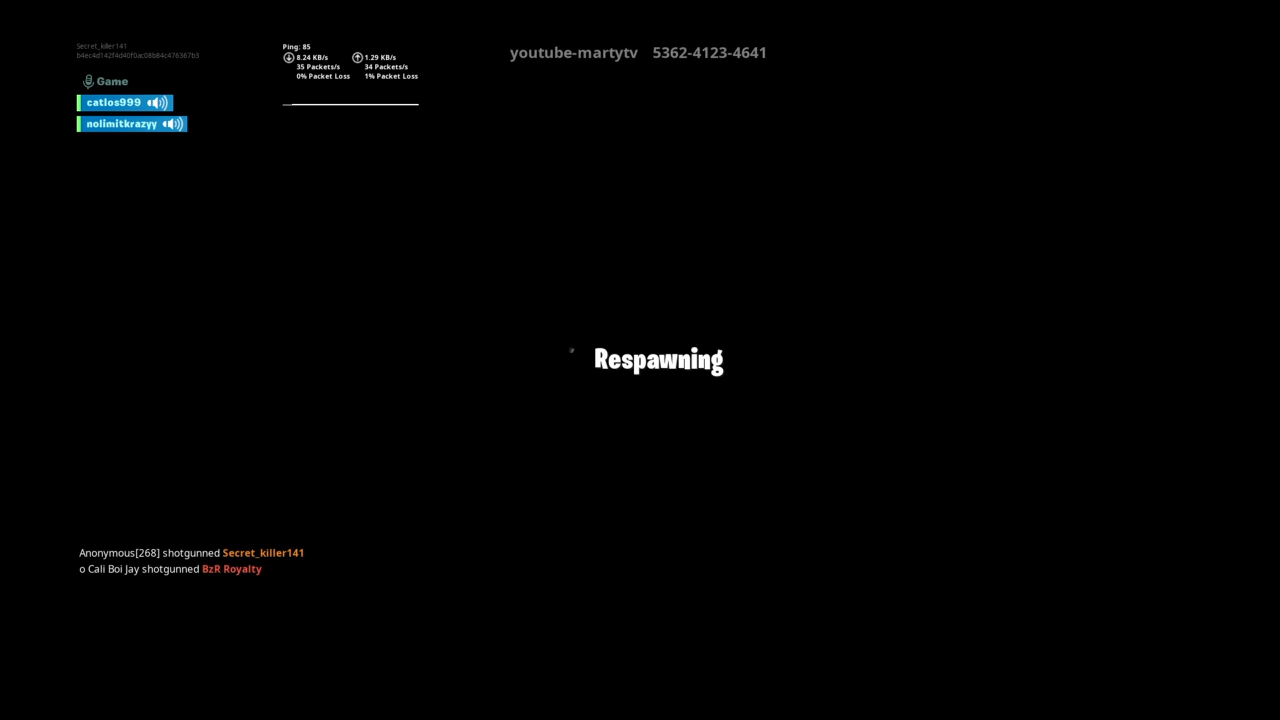 Secret_killer141
b4ec4d142f4d40f0ac08b84c476367b3
Game
catlos999
nolimitkrazyy
Ping: 85
8.24 KB/s 1.29 KB/s
35 Packets/s 34 Packets/s
0% Packet Loss 1% Packet Loss
youtube-martytv 5362-4123-4641
Respawning
Anonymous[268] shotgunned Secret_killer141
o Cali Boi Jay shotgunned BzR Royalty